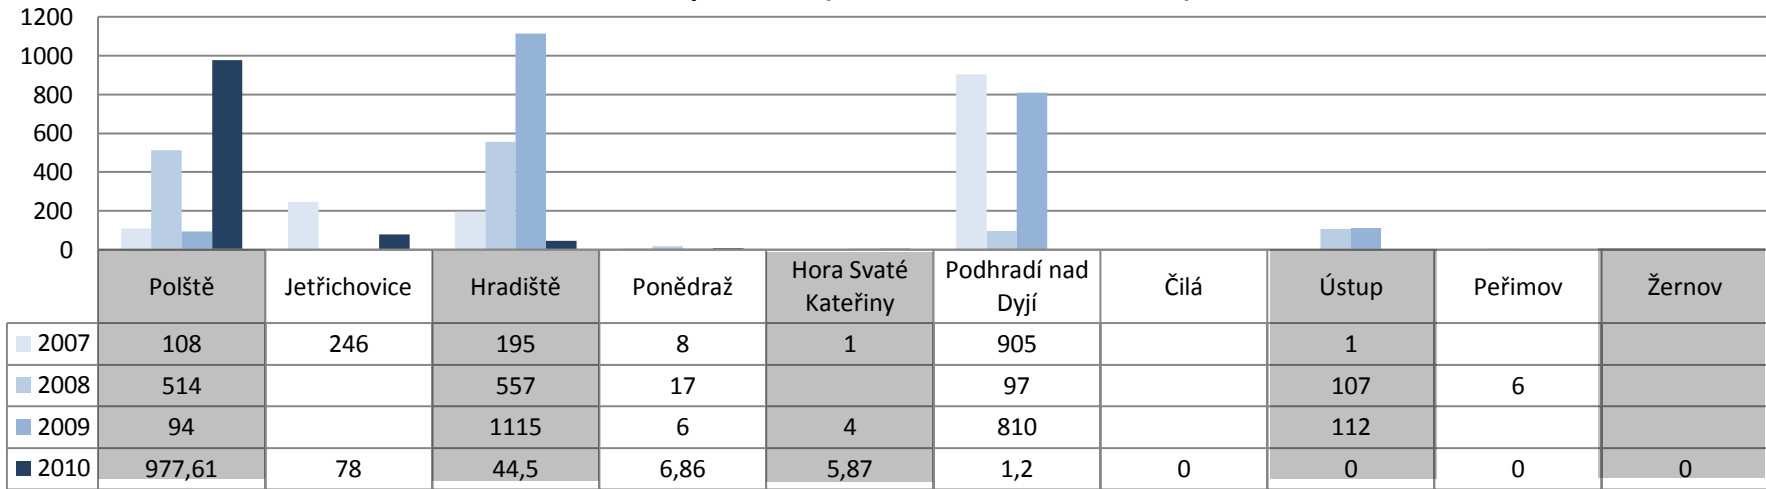 1200
1000
800
600
400
200
0
Polště Jetřichovice Hradiště Ponědraž Hora Svaté Kateřiny Podhradí nad Dyjí Čilá Ústup Peřimov Žernov
2007 108 246 195 8 1 905 1
2008 514 557 17 97 107 6
2009 94 1115 6 4 810 112
2010 977,61 78 44,5 6,86 5,87 1,2 0 0 0 0